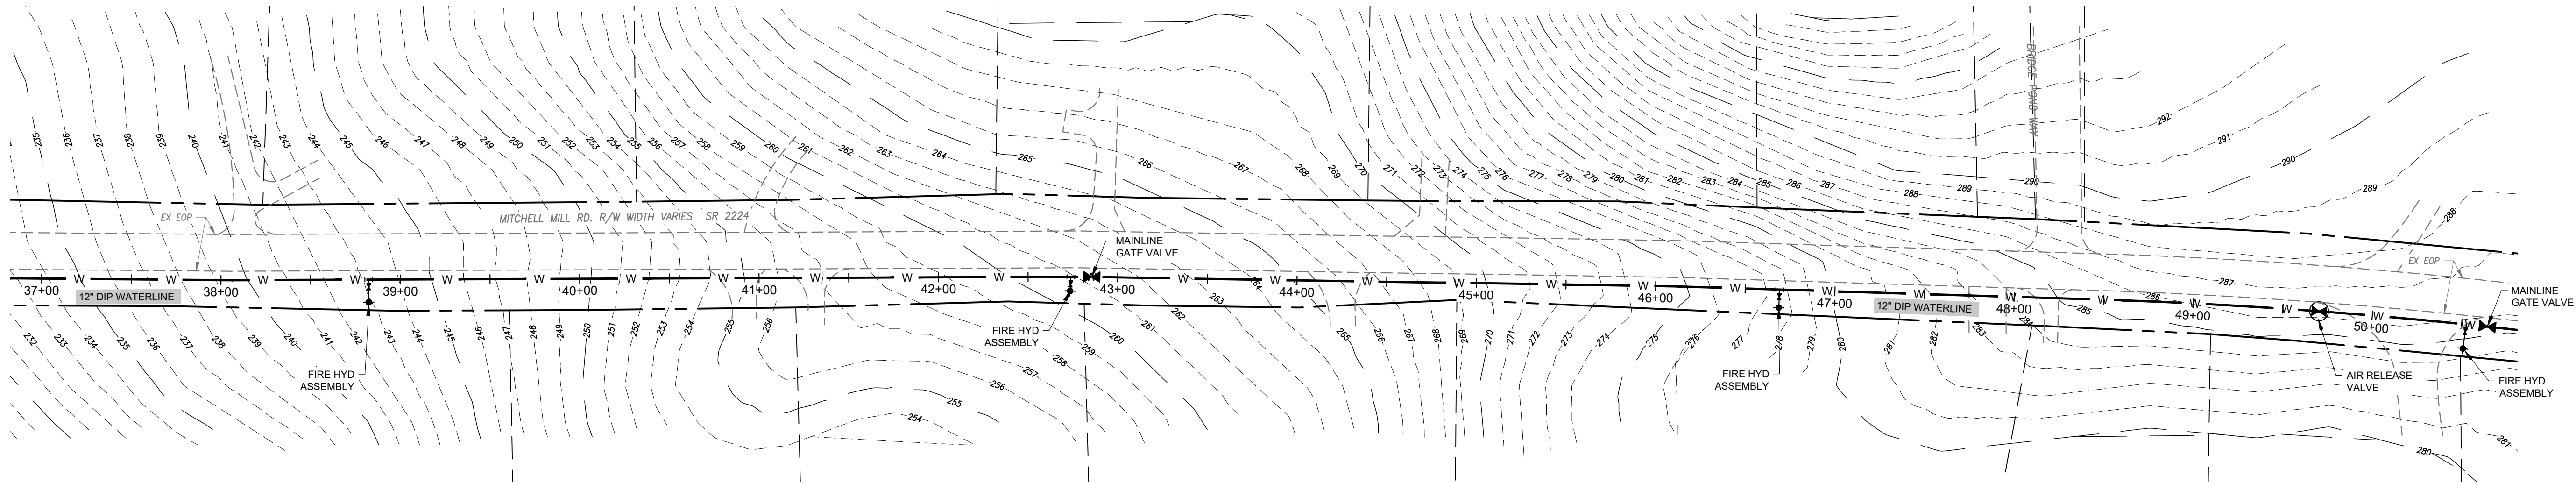 BRIDGE POND WAY
235 236 237 238 239 240 241 242 243 244 245 246 247 248 249 250 251 252 253 254 255 256 257 258 259 260 261 262 263 264 265 266 267 268 269 270 271 272 273 274 275 276 277 278 279 280 281 282 283 284 285 286 287 288 289 290
292
291
290
289
288
EX EOP
MITCHELL MILL RD. R/W WIDTH VARIES SR 2224
MAINLINE
GATE VALVE
EX EOP
287
286
285
284
MAINLINE
GATE VALVE
W W W W W W W W W W W W W W W W W W W W W W W W W W W
37+00 38+00 39+00 40+00 41+00 42+00 43+00 44+00 45+00 46+00 47+00 48+00 49+00 50+00
12" DIP WATERLINE
12" DIP WATERLINE
232 233 234 235 236 237 238 239 240 241 242 243 244 245 246 247 248 249 250 251 252 253 254 255 256
254 255 256 257 258 259 260 261 262 263 264 265 266 267 268 269 270 271 272 273 274 275 276 277 278 279 280 281 282 283
FIRE HYD
ASSEMBLY
FIRE HYD
ASSEMBLY
FIRE HYD
ASSEMBLY
AIR RELEASE
VALVE
FIRE HYD
ASSEMBLY
280
281